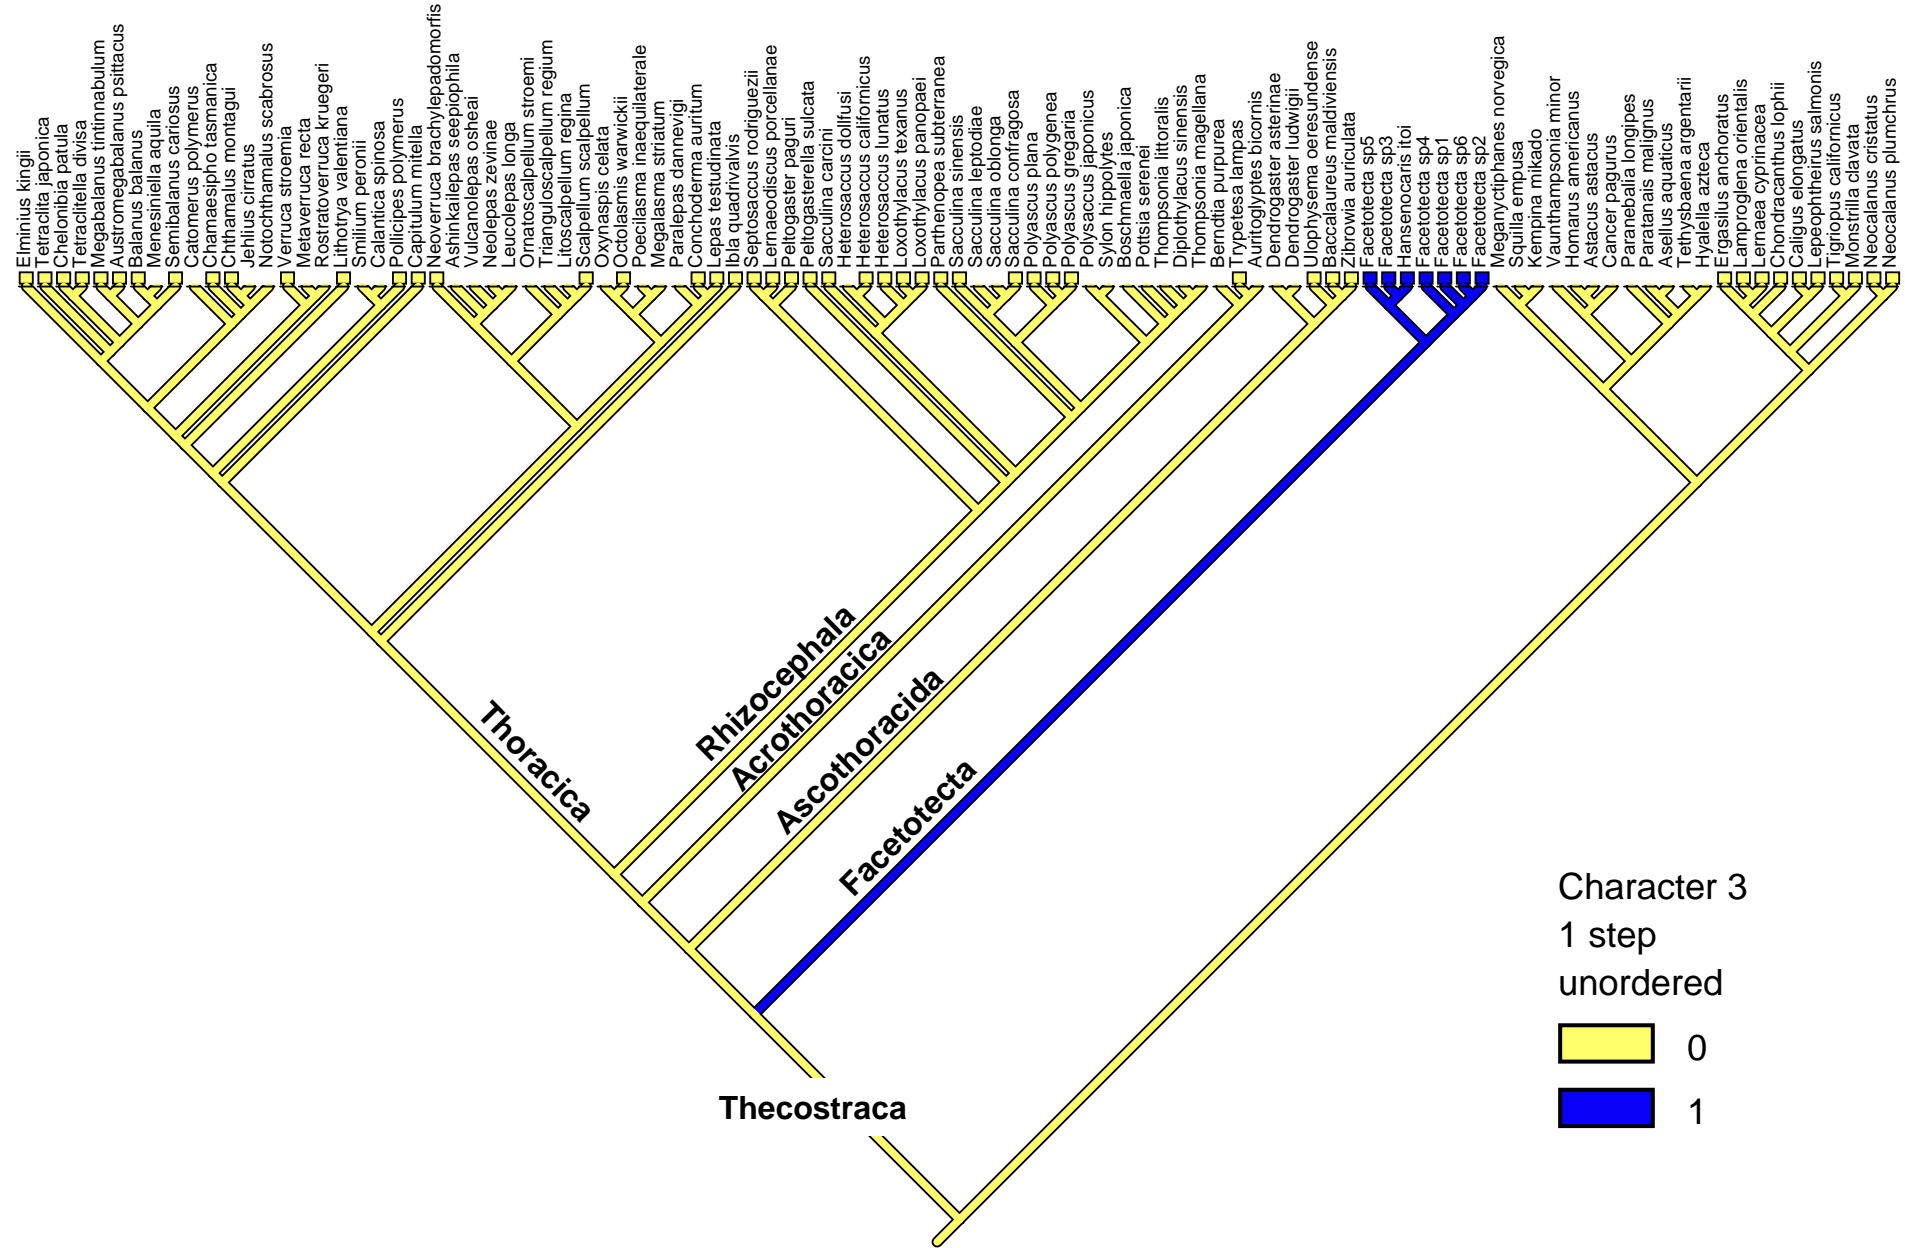 Elminius kingii
Tetraclita japonica
Chelonibia patula
Tetraclitella divisa
Megabalanus tintinnabulum
Austromegabalanus psittacus
Balanus balanus
Menesiniella aquila
Semibalanus cariosus
Catomerus polymerus
Chamaesipho tasmanica
Chthamalus montagui
Jehlius cirratus
Notochthamalus scabrosus
Verruca stroemia
Metaverruca recta
Rostratoverruca kruegeri
Lithotrya valentiana
Smilium peronii
Calantica spinosa
Pollicipes polymerus
Capitulum mitella
Neoverruca brachylepadomorfis
Ashinkailepas seepiophila
Vulcanolepas osheai
Neolepas zevinae
Leucolepas longa
Ornatoscalpellum stroemi
Trianguloscalpellum regium
Litoscalpellum regina
Scalpellum scalpellum
Oxynaspis celata
Octolasmis warwickii
Poecilasma inaequilaterale
Megalasma striatum
Paralepas dannevigi
Conchoderma auritum
Lepas testudinata
Ibla quadrivalvis
Septosaccus rodriguezii
Lernaeodiscus porcellanae
Peltogaster paguri
Peltogasterella sulcata
Sacculina carcini
Heterosaccus dollfusi
Heterosaccus californicus
Heterosaccus lunatus
Loxothylacus texanus
Loxothylacus panopaei
Parthenopea subterranea
Sacculina sinensis
Sacculina leptodiae
Sacculina oblonga
Sacculina confragosa
Polyascus plana
Polyascus polygenea
Polyascus gregaria
Polysaccus japonicus
Sylon hippolytes
Boschmaella japonica
Pottsia serenei
Thompsonia littoralis
Diplothylacus sinensis
Thompsonia magellana
Berndtia purpurea
Trypetesa lampas
Auritoglyptes bicornis
Dendrogaster asterinae
Dendrogaster ludwigii
Ulophysema oeresundense
Baccalaureus maldiviensis
Zibrowia auriculata
Facetotecta sp5
Facetotecta sp3
Hansenocaris itoi
Facetotecta sp4
Facetotecta sp1
Facetotecta sp6
Facetotecta sp2
Meganyctiphanes norvegica
Squilla empusa
Kempina mikado
Vaunthampsonia minor
Homarus americanus
Astacus astacus
Cancer pagurus
Paranebalia longipes
Paratanais malignus
Asellus aquaticus
Tethysbaena argentarii
Hyalella azteca
Ergasilus anchoratus
Lamproglena orientalis
Lernaea cyprinacea
Chondracanthus lophii
Caligus elongatus
Lepeophtheirus salmonis
Tigriopus californicus
Monstrilla clavata
Neocalanus cristatus
Neocalanus plumchrus
Rhizocephala
Acrothoracica
Thoracica
Ascothoracida
Facetotecta
Character 3
1 step
unordered
0
1
Thecostraca